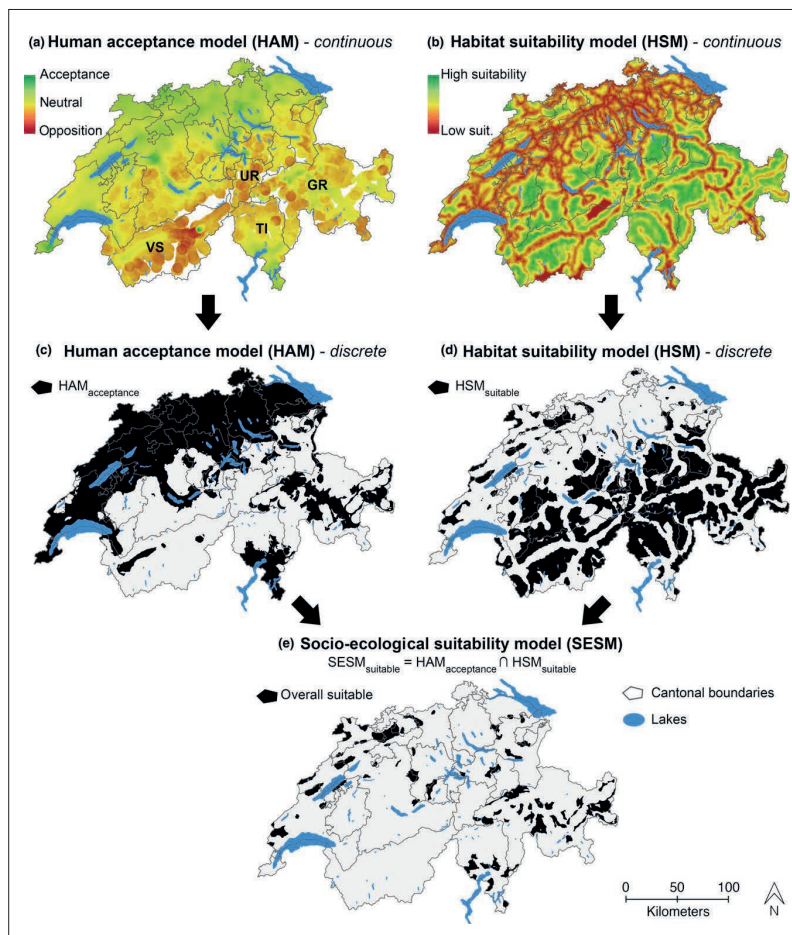 (a) Human acceptance model (HAM) - continuous
Acceptance
Neutral
Opposition
UR
GR
VS
TI
(b) Habitat suitability model (HSM) - continuous
High suitability
Low suit.
(c) Human acceptance model (HAM) - discrete
HAMacceptance
(d) Habitat suitability model (HSM) - discrete
HSMsuitable
(e) Socio-ecological suitability model (SESM)
SESMsuitable = HAMacceptance ∩ HSMsuitable
Overall suitable
Cantonal boundaries
Lakes
0 50 100
Kilometers
N